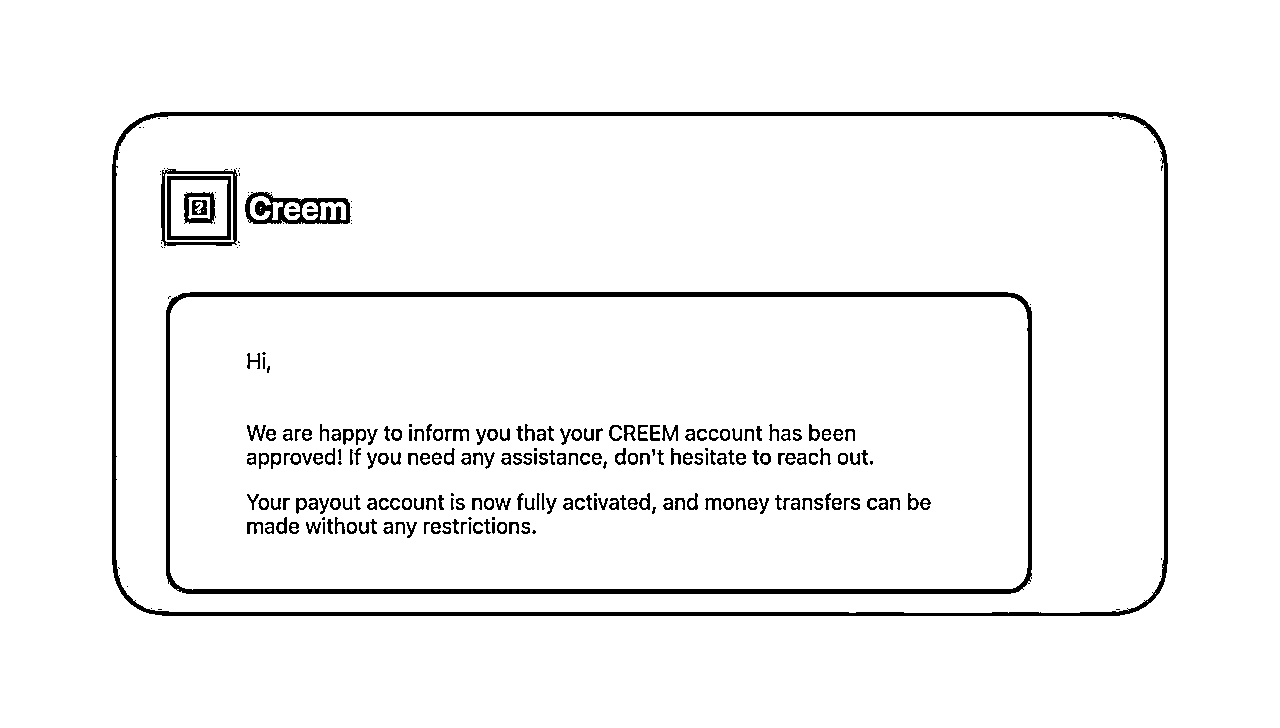 Creem
Hi,
We are happy to inform you that your CREEM account has been
approved! If you need any assistance, don't hesitate to reach out.
Your payout account is now fully activated, and money transfers can be
made without any restrictions.